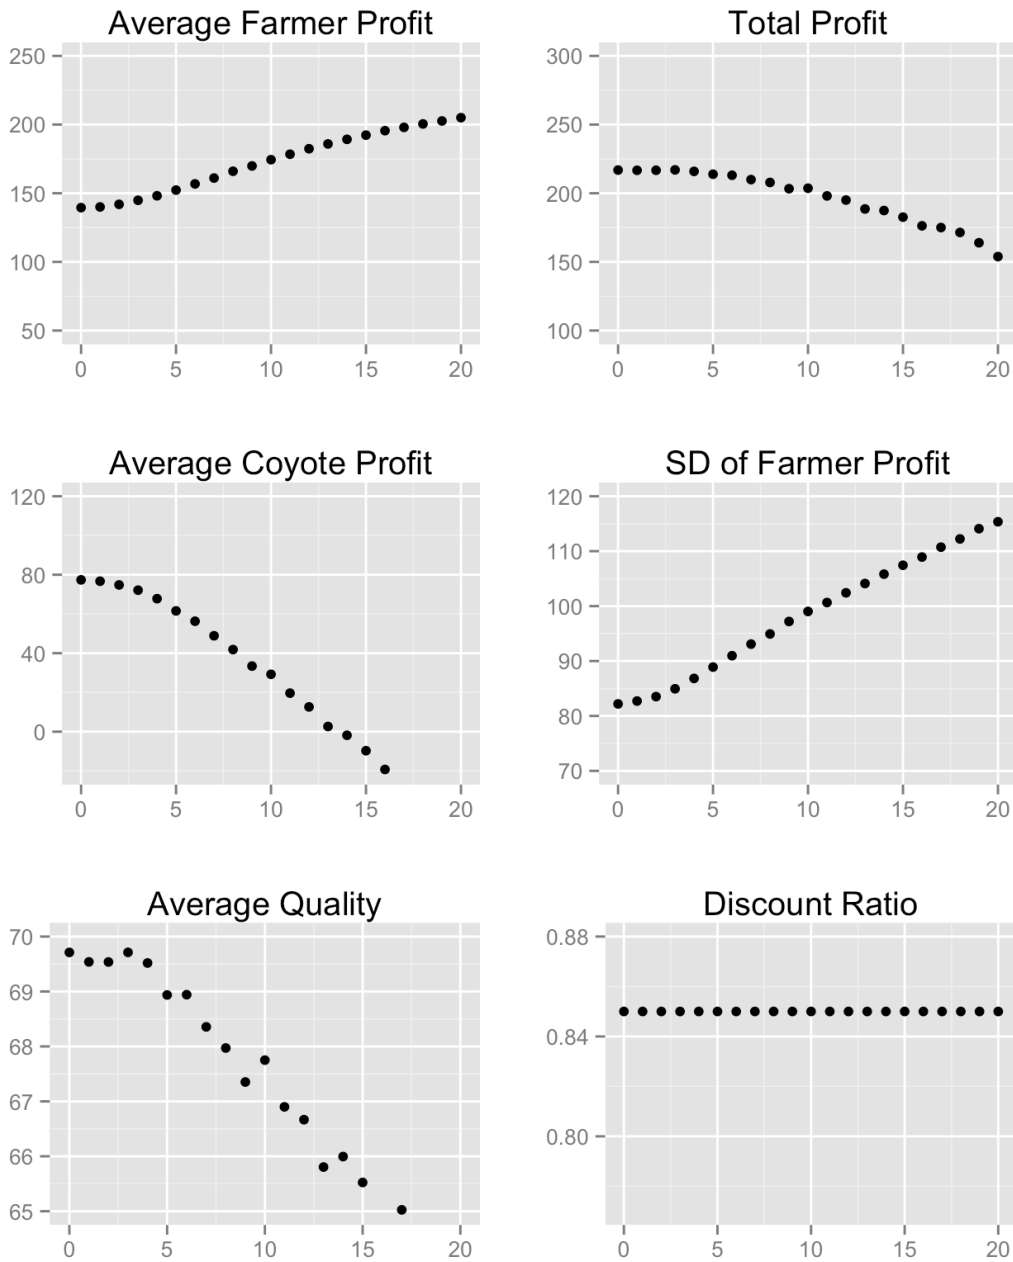 Average Farmer Profit
250
200
150
100
50
0 5 10 15 20
Total Profit
300
250
200
150
100
0 5 10 15 20
Average Coyote Profit
120
80
40
0
0 5 10 15 20
SD of Farmer Profit
120
110
100
90
80
70
0 5 10 15 20
Average Quality
70
69
68
67
66
65
0 5 10 15 20
Discount Ratio
0.88
0.84
0.80
0 5 10 15 20